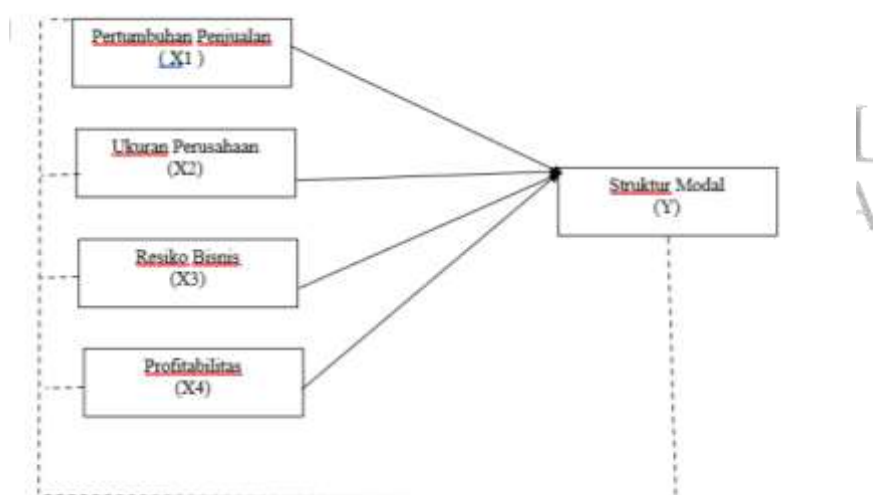 Pertumbuhan Penjualan
( X1 )
Ukuran Perusahaan
(X2)
Struktur Modal
(Y)
Resiko Bisnis
(X3)
Profitabilitas
(X4)